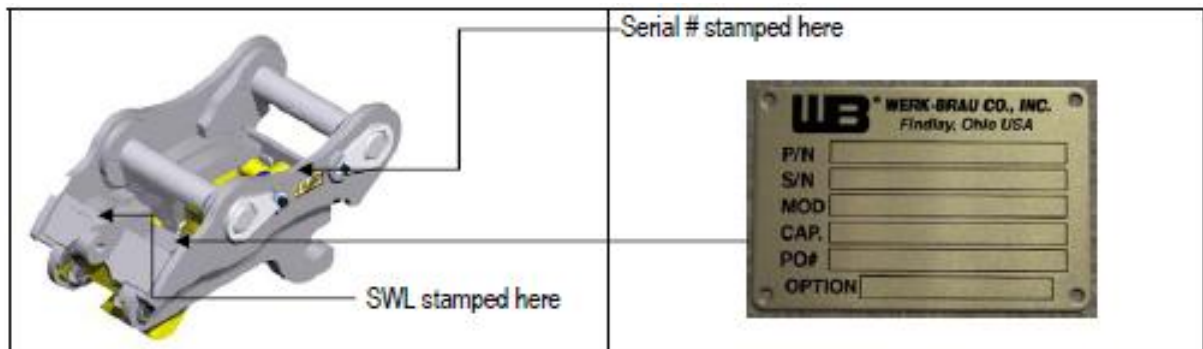 Serial # stamped here
SWL stamped here
WB® WERK-BRAU CO., INC.
Findlay, Ohio USA
P/N
S/N
MOD
CAP.
PO#
OPTION